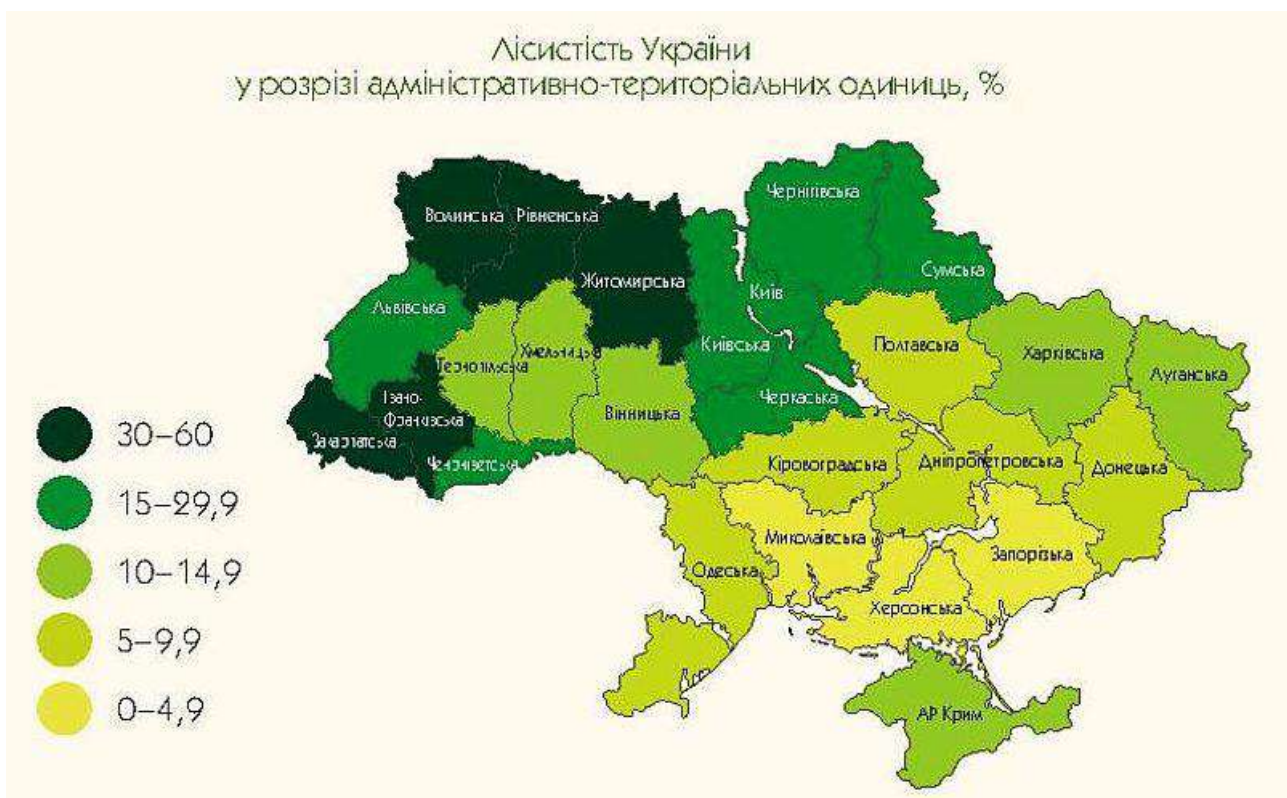 Лісистість України
у розрізі адміністративно-територіальних одиниць, %
Чернігівська
Волинська
Рівненська
Сумська
Житомирська
Київ
Львівська
Київська
Полтавська
Харківська
Хмельницька
Тернопільська
Луганська
Івано-
Франківська
Черкаська
Вінницька
Закарпатська
Чернівецька
Кіровоградська
Дніпропетровська
Донецька
Миколаївська
Запорізька
Одеська
Херсонська
АР Крим
30–60
15–29,9
10–14,9
5–9,9
0–4,9